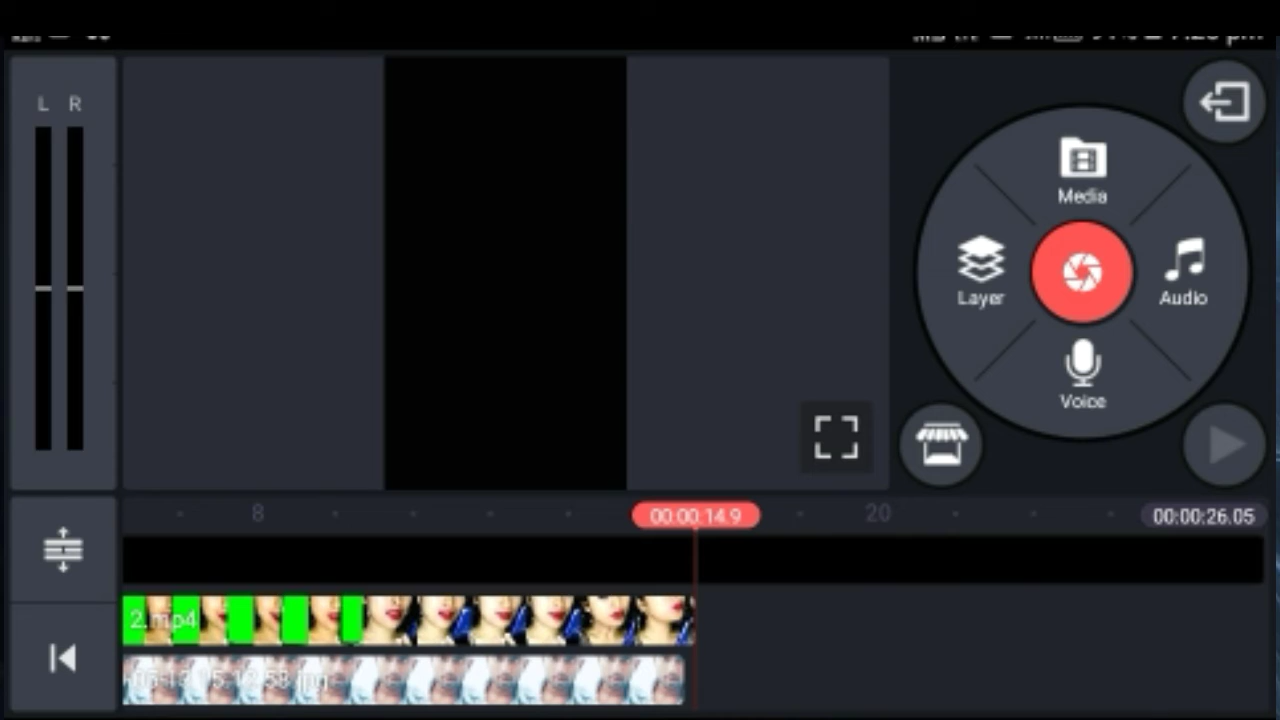 L R
Media
Layer
Audio
Voice
8
00:00:14.9
20
00:00:26.05
2.mp4